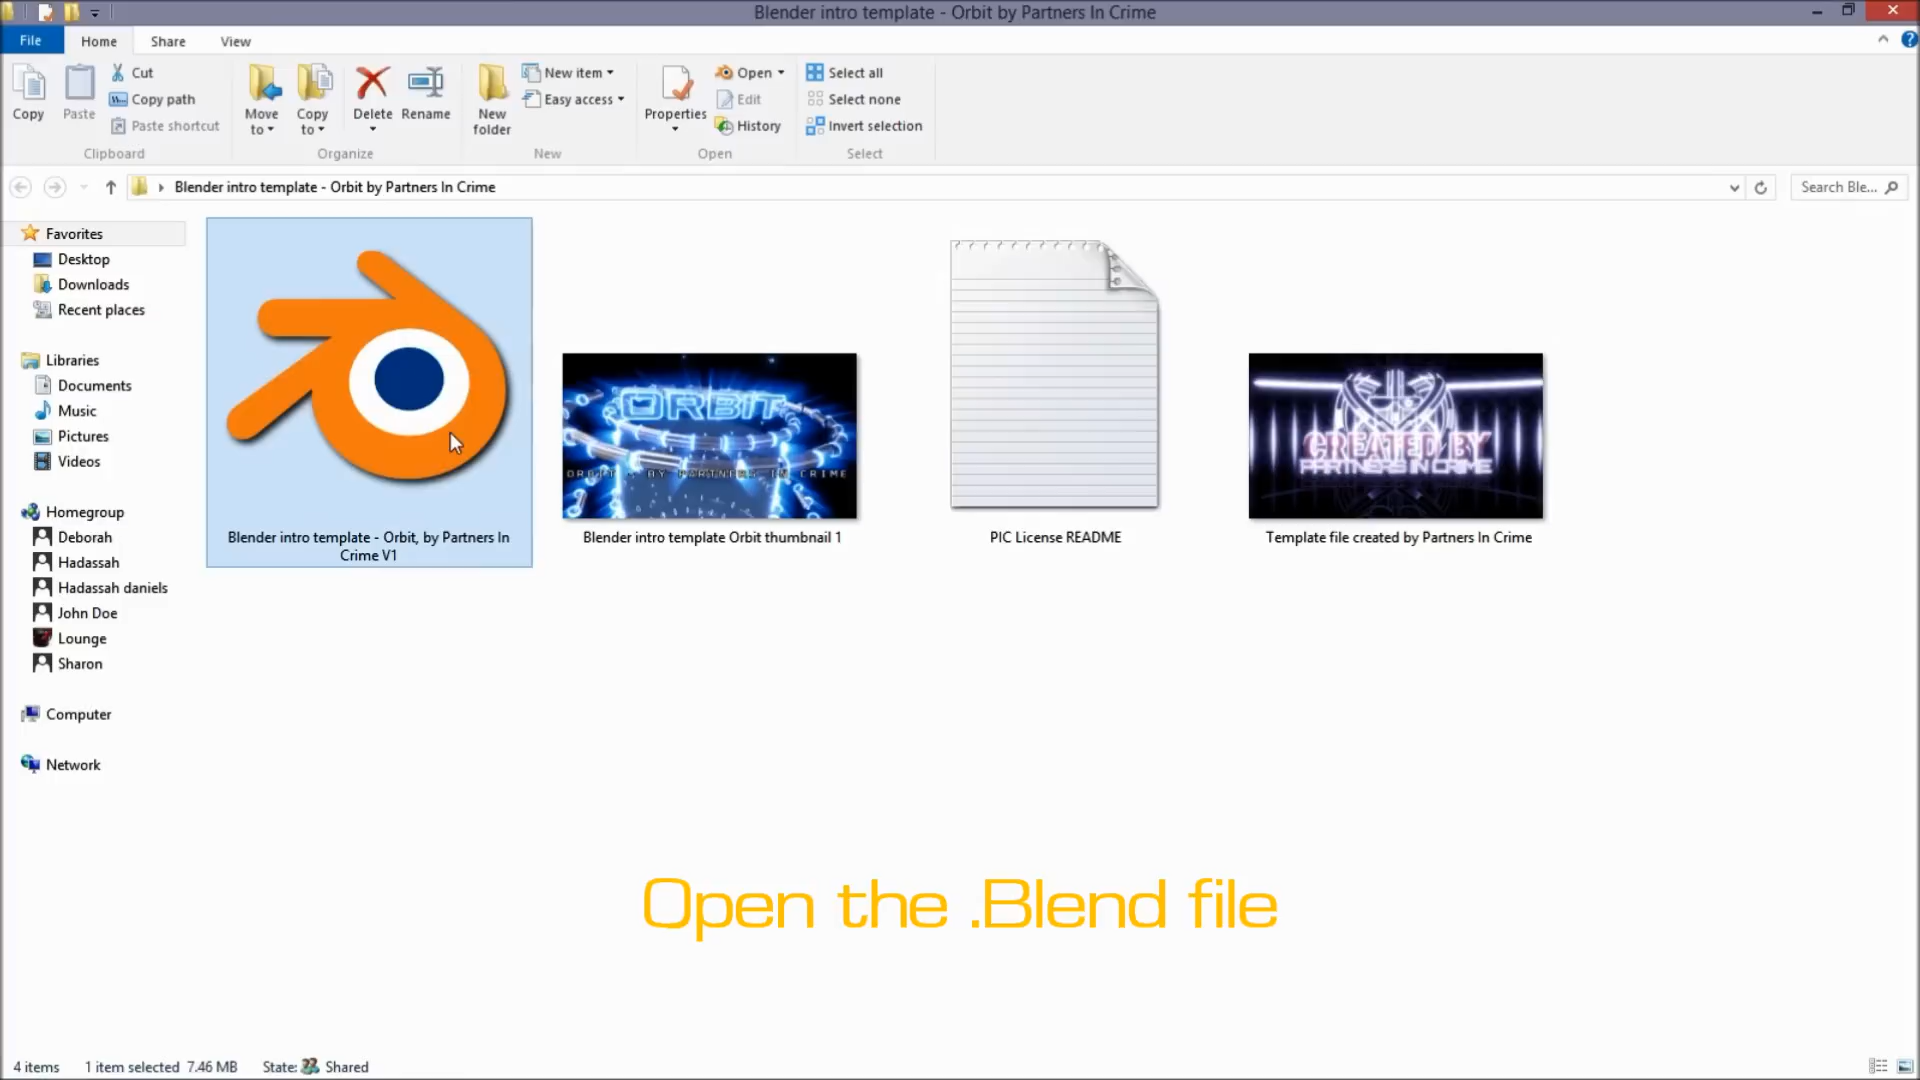 Blender intro template - Orbit by Partners In Crime
File Home Share View
Copy
Paste
Cut
Copy path
Paste shortcut
Clipboard
Move to
Copy to
Delete
Rename
Organize
New folder
New item
Easy access
New
Properties
Open
Edit
History
Open
Select all
Select none
Invert selection
Select
Blender intro template - Orbit by Partners In Crime
Search Ble...
Favorites
Desktop
Downloads
Recent places
Libraries
Documents
Music
Pictures
Videos
Homegroup
Deborah
Hadassah
Hadassah daniels
John Doe
Lounge
Sharon
Computer
Network
Blender intro template - Orbit, by Partners In
Crime V1
ORBIT
ORBIT - BY PARTNERS IN CRIME
Blender intro template Orbit thumbnail 1
PIC License README
CREATED BY
PARTNERS IN CRIME
Template file created by Partners In Crime
Open the .Blend file
4 items 1 item selected 7.46 MB State: Shared